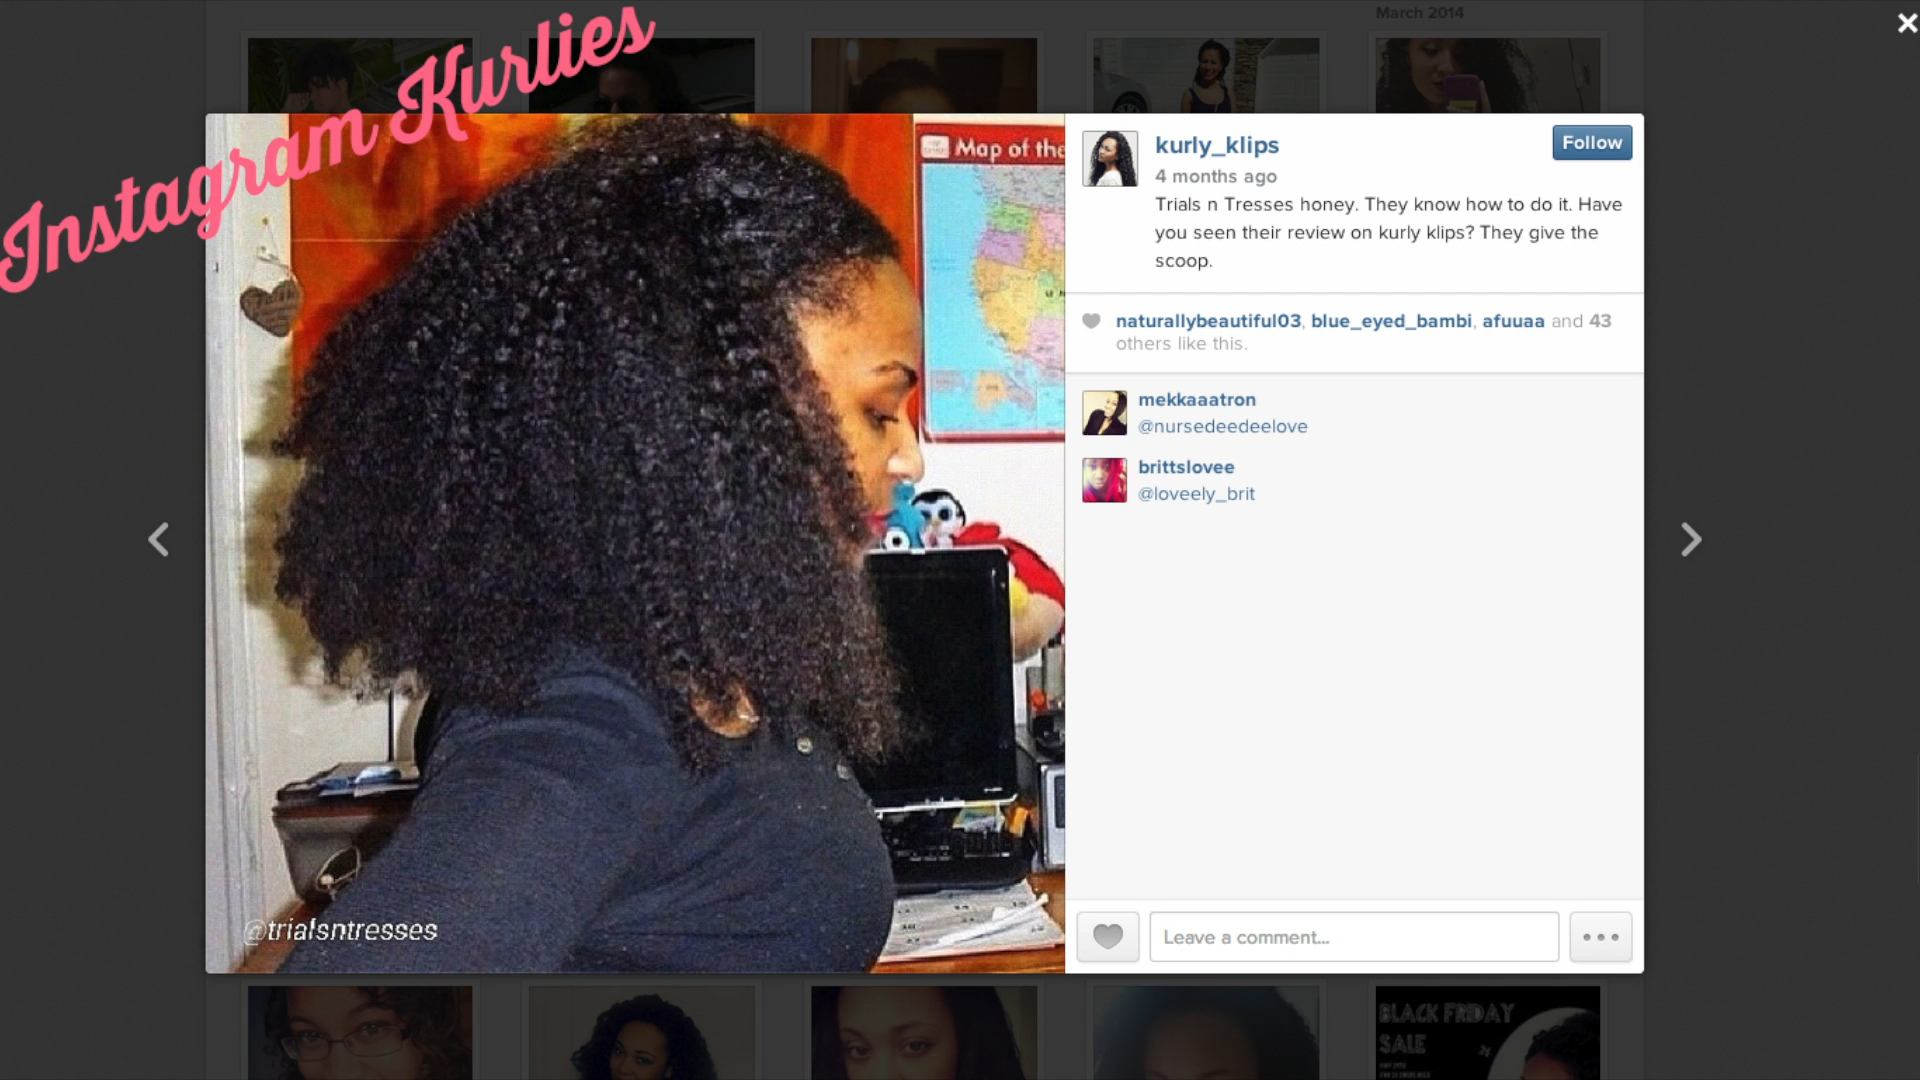 March 2014
Instagram Kurlies
Map of the
kurly_klips
Follow
4 months ago
Trials n Tresses honey. They know how to do it. Have
you seen their review on kurly klips? They give the
scoop.
naturallybeautiful03, blue_eyed_bambi, afuuaa and 43
others like this.
mekkaaatron
@nursedeedeelove
brittslovee
@loveely_brit
@trialsntresses
Leave a comment...
BLACK FRIDAY
SALE